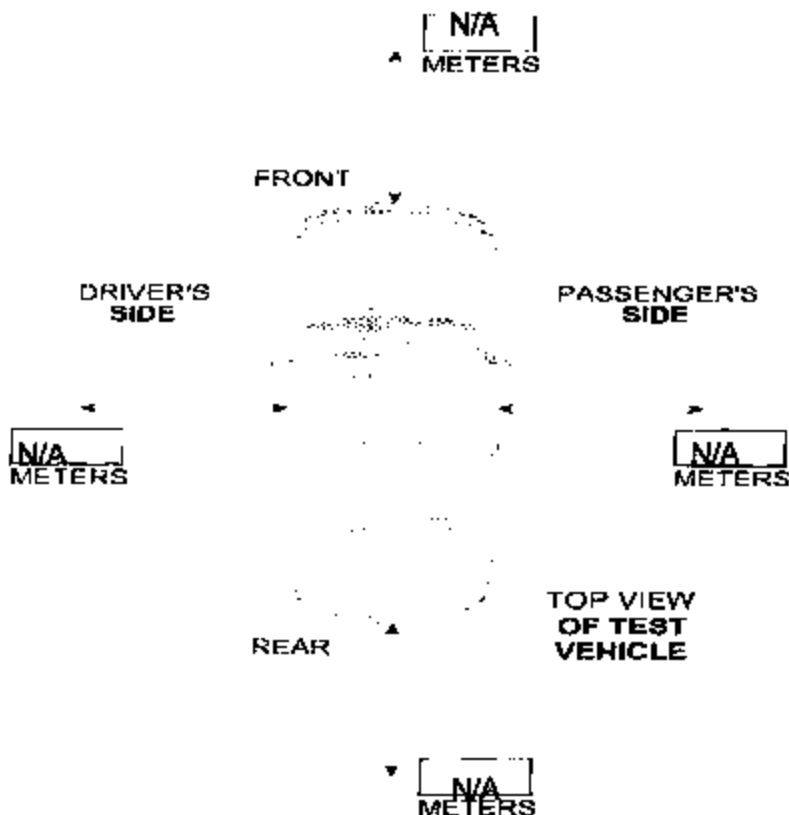 N/A
METERS
FRONT
DRIVER'S
SIDE
PASSENGER'S
SIDE
N/A
METERS
N/A
METERS
TOP VIEW
OF TEST
VEHICLE
REAR
N/A
METERS